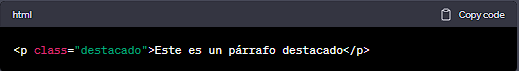 html Copy code
<p class="destacado">Este es un párrafo destacado</p>